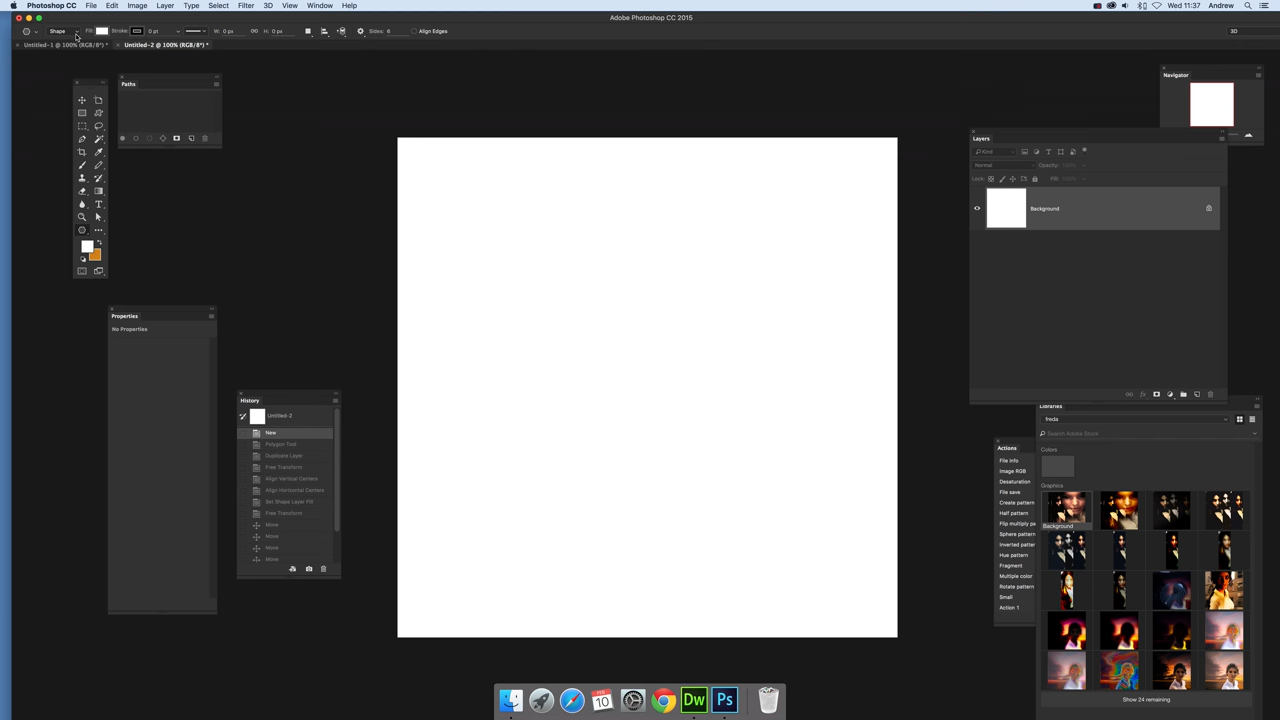 Photoshop CC File Edit Image Layer Type Select Filter 3D View Window Help Wed 11:37 Andrew
Adobe Photoshop CC 2015
Shape Fill: Stroke: 0 pt W: 0 px H: 0 px Sides: 6 Align Edges 3D
Untitled-1 @ 100% (RGB/8*) * Untitled-2 @ 100% (RGB/8*) *
Paths
Navigator
Layers
Kind
Normal Opacity: 100%
Lock: Fill: 100%
Background
Properties
No Properties
History
Untitled-2
New
Polygon Tool
Duplicate Layer
Free Transform
Align Vertical Centers
Align Horizontal Centers
Set Shape Layer Fill
Free Transform
Move
Move
Move
Move
Libraries
freda
Search Adobe Stock
Colors
Graphics
Background
Show 24 remaining
Actions
File info
Image RGB
Desaturation
File save
Create pattern
Half pattern
Flip multiply pa
Sphere pattern
Inverted patter
Hue pattern
Fragment
Multiple color
Rotate pattern
Small
Action 1
FEB
10
Dw
Ps